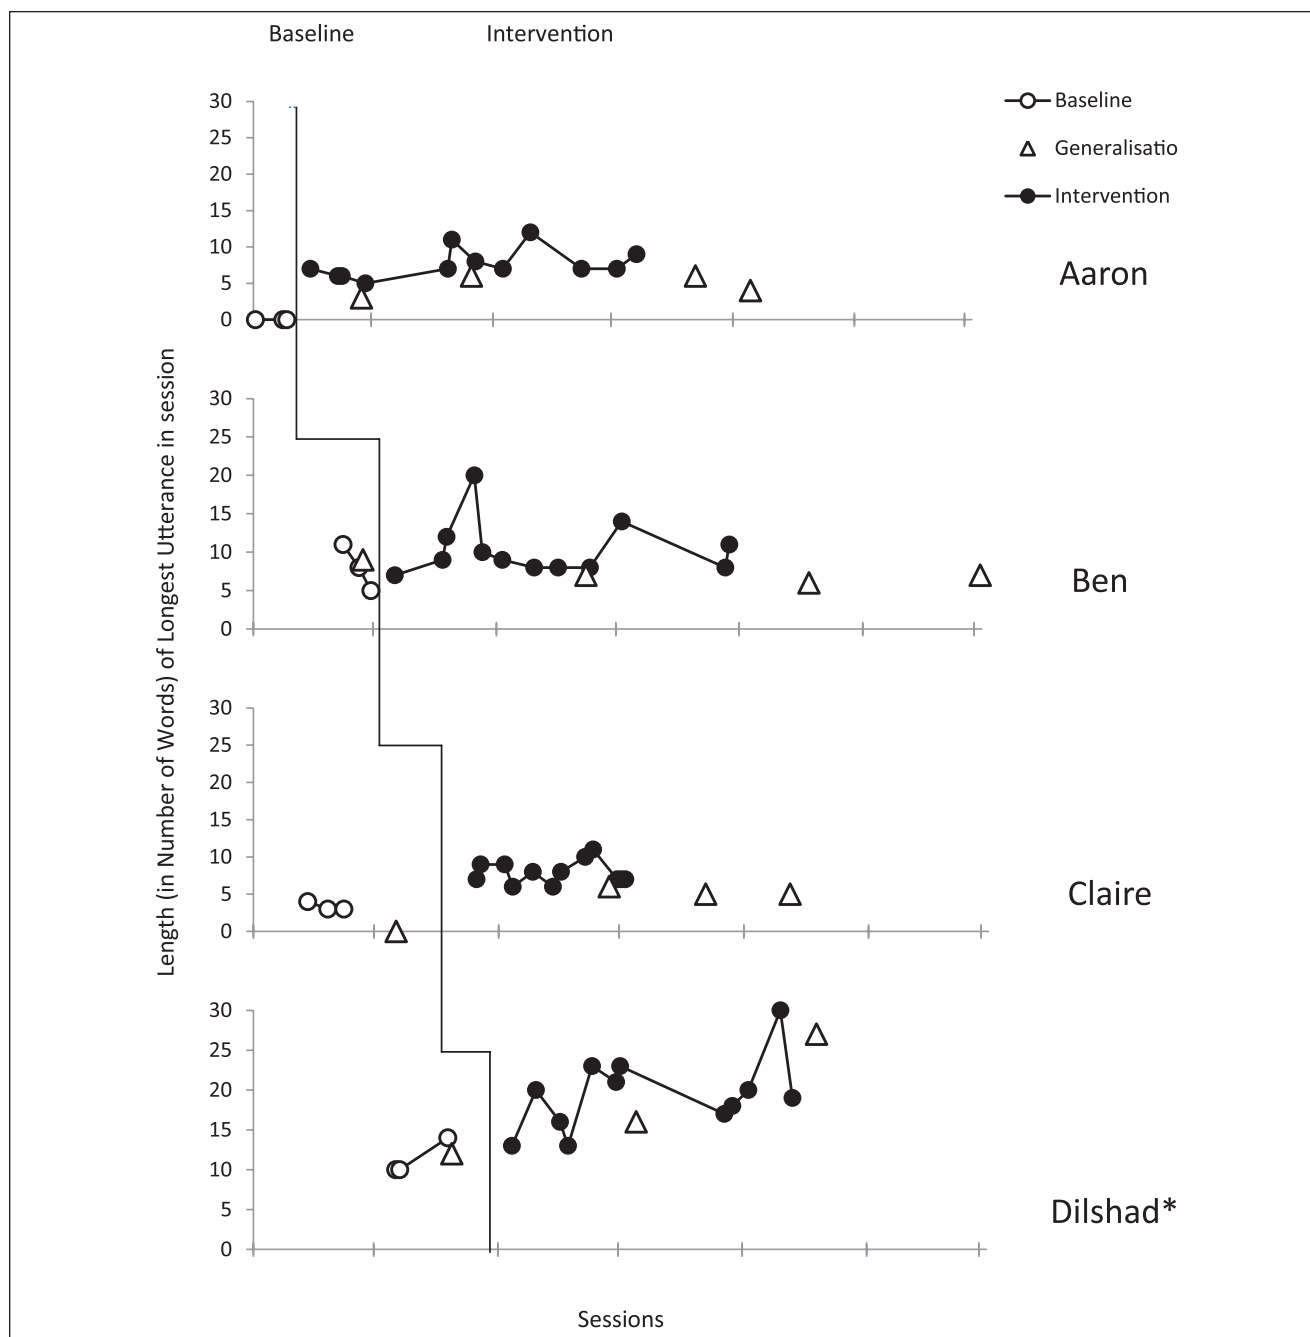 Baseline Intervention
Baseline
Generalisatio
Intervention
30
25
20
15
10
5
0
Aaron
Length (in Number of Words) of Longest Utterance in session
30
25
20
15
10
5
0
Ben
30
25
20
15
10
5
0
Claire
30
25
20
15
10
5
0
Dilshad*
Sessions